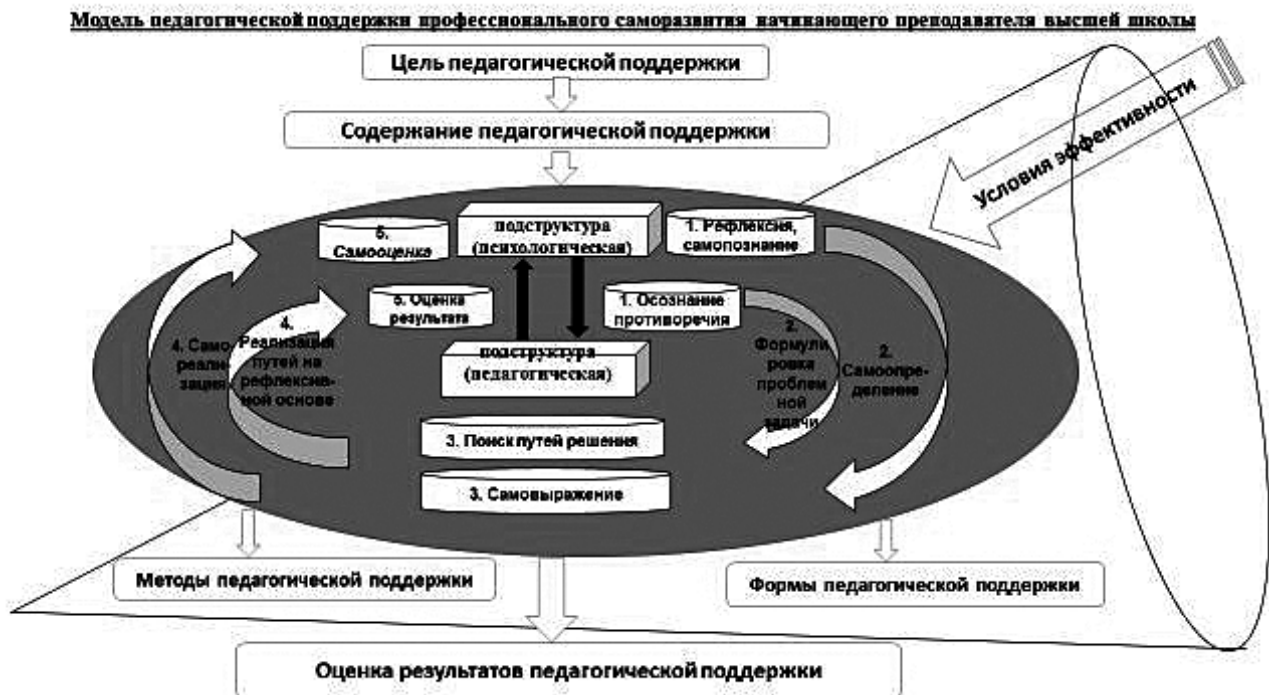 Модель педагогической поддержки профессионального саморазвития начинающего преподавателя высшей школы
Цель педагогической поддержки
Содержание педагогической поддержки
Условия эффективности
5.
Самооценка
подструктура
(психологическая)
1. Рефлексия,
самопознание
5. Оценка
результата
1. Осознание
противоречия
4. Само-
реали-
зация
4.
Реализация
путей на
рефлексив-
ной основе
подструктура
(педагогическая)
2.
Формули
ровка
проблем
ной
задачи
2.
Самоопре-
деление
3. Поиск путей решения
3. Самовыражение
Методы педагогической поддержки
Формы педагогической поддержки
Оценка результатов педагогической поддержки